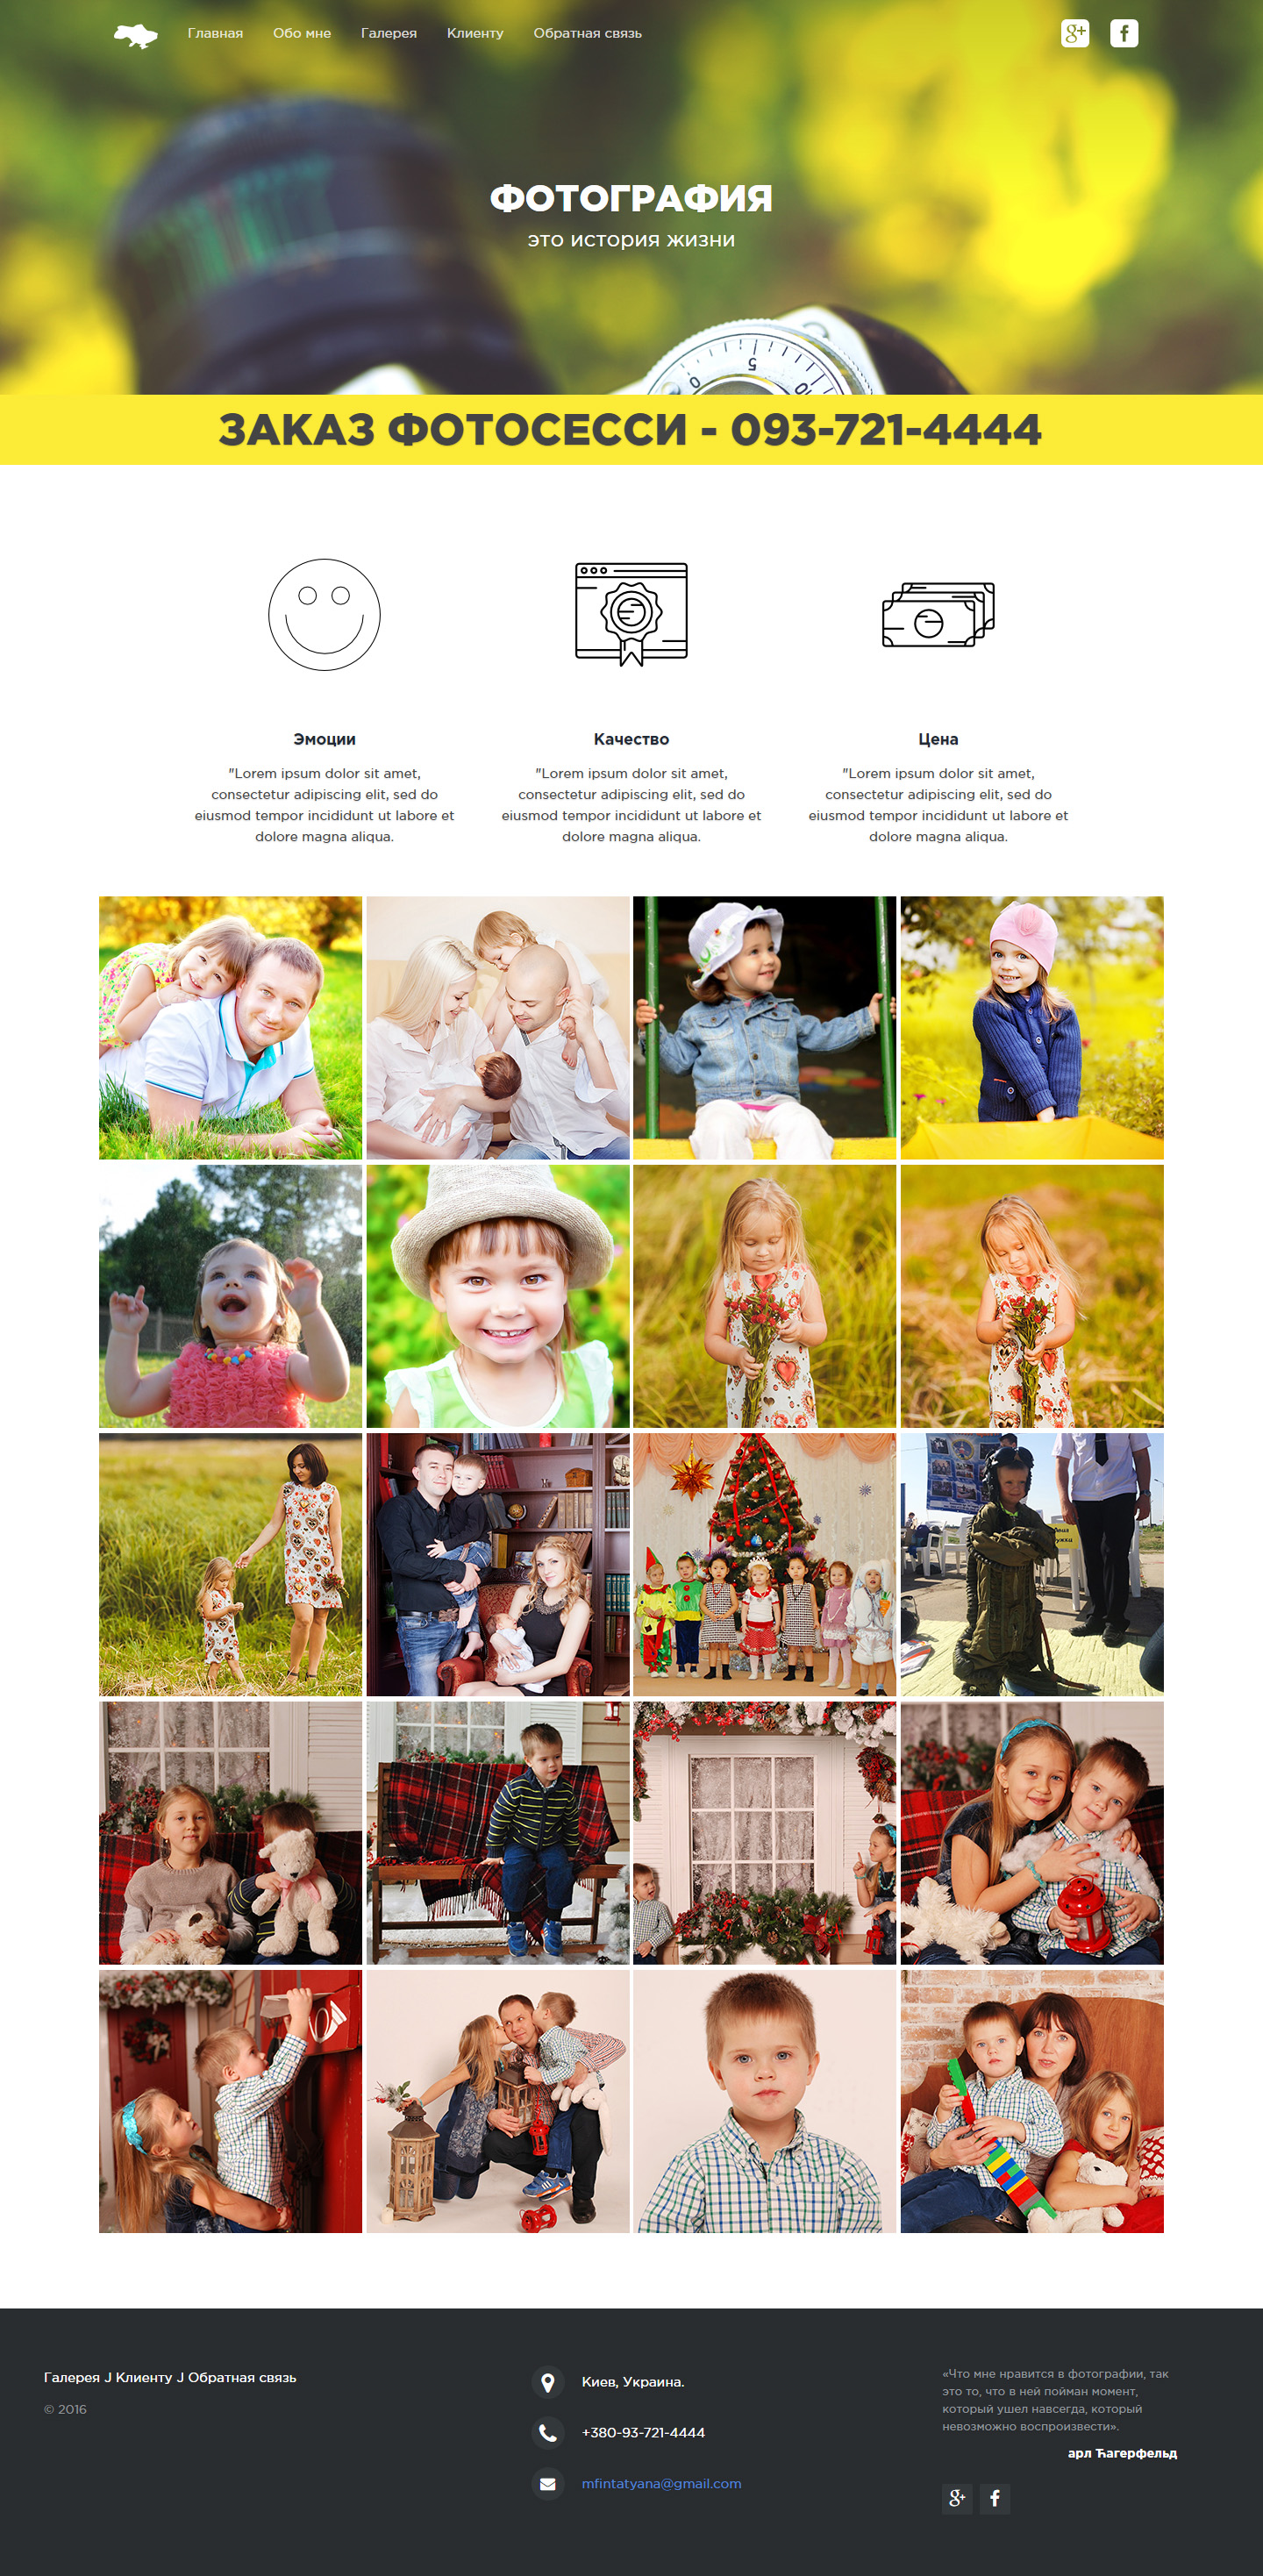 Главная Обо мне Галерея Клиенту Обратная связь
ФОТОГРАФИЯ
это история жизни
ЗАКАЗ ФОТОСЕССИ - 093-721-4444
Эмоции
"Lorem ipsum dolor sit amet,
consectetur adipiscing elit, sed do
eiusmod tempor incididunt ut labore et
dolore magna aliqua.
Качество
"Lorem ipsum dolor sit amet,
consectetur adipiscing elit, sed do
eiusmod tempor incididunt ut labore et
dolore magna aliqua.
Цена
"Lorem ipsum dolor sit amet,
consectetur adipiscing elit, sed do
eiusmod tempor incididunt ut labore et
dolore magna aliqua.
Галерея J Клиенту J Обратная связь
© 2016
Киев, Украина.
+380-93-721-4444
mfintatyana@gmail.com
«Что мне нравится в фотографии, так
это то, что в ней пойман момент,
который ушел навсегда, который
невозможно воспроизвести».
арл Ћагерфельд